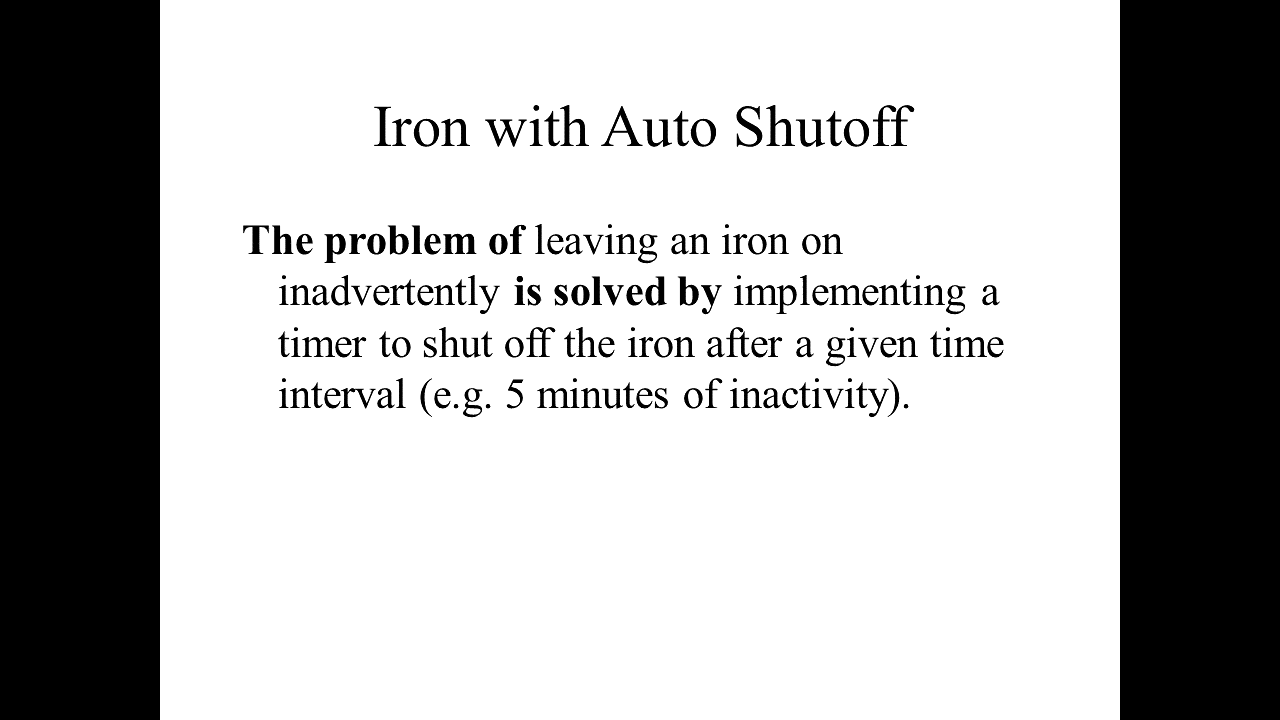 Iron with Auto Shutoff
The problem of leaving an iron on
inadvertently is solved by implementing a
timer to shut off the iron after a given time
interval (e.g. 5 minutes of inactivity).